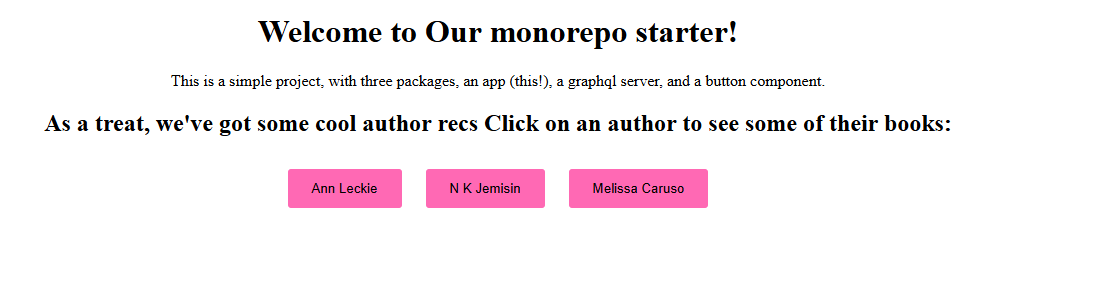 Welcome to Our monorepo starter!
This is a simple project, with three packages, an app (this!), a graphql server, and a button component.
As a treat, we've got some cool author recs Click on an author to see some of their books:
Ann Leckie N K Jemisin Melissa Caruso